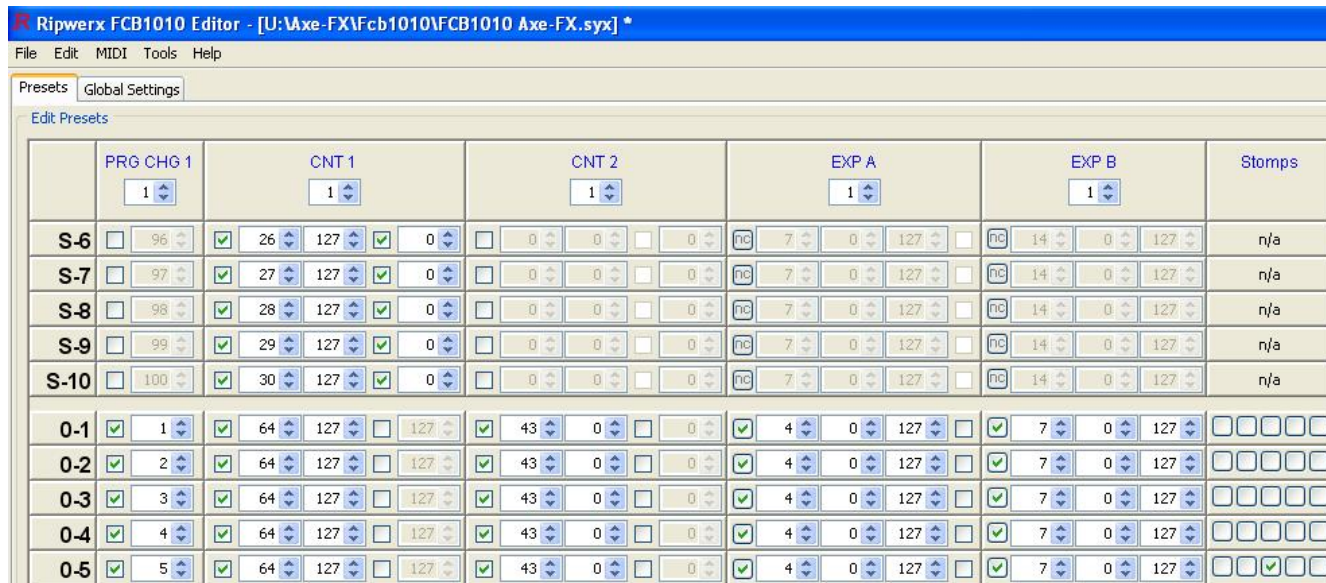 R Ripwerx FCB1010 Editor - [U:\Axe-FX\Fcb1010\FCB1010 Axe-FX.syx] *
File Edit MIDI Tools Help
Presets Global Settings
Edit Presets
PRG CHG 1 CNT 1 CNT 2 EXP A EXP B Stomps
1 1 1 1 1
S-6 96 26 127 0 0 0 0 nc 7 0 127 nc 14 0 127 n/a
S-7 97 27 127 0 0 0 0 nc 7 0 127 nc 14 0 127 n/a
S-8 98 28 127 0 0 0 0 nc 7 0 127 nc 14 0 127 n/a
S-9 99 29 127 0 0 0 0 nc 7 0 127 nc 14 0 127 n/a
S-10 100 30 127 0 0 0 0 nc 7 0 127 nc 14 0 127 n/a
0-1 1 64 127 127 43 0 0 4 0 127 7 0 127
0-2 2 64 127 127 43 0 0 4 0 127 7 0 127
0-3 3 64 127 127 43 0 0 4 0 127 7 0 127
0-4 4 64 127 127 43 0 0 4 0 127 7 0 127
0-5 5 64 127 127 43 0 0 4 0 127 7 0 127